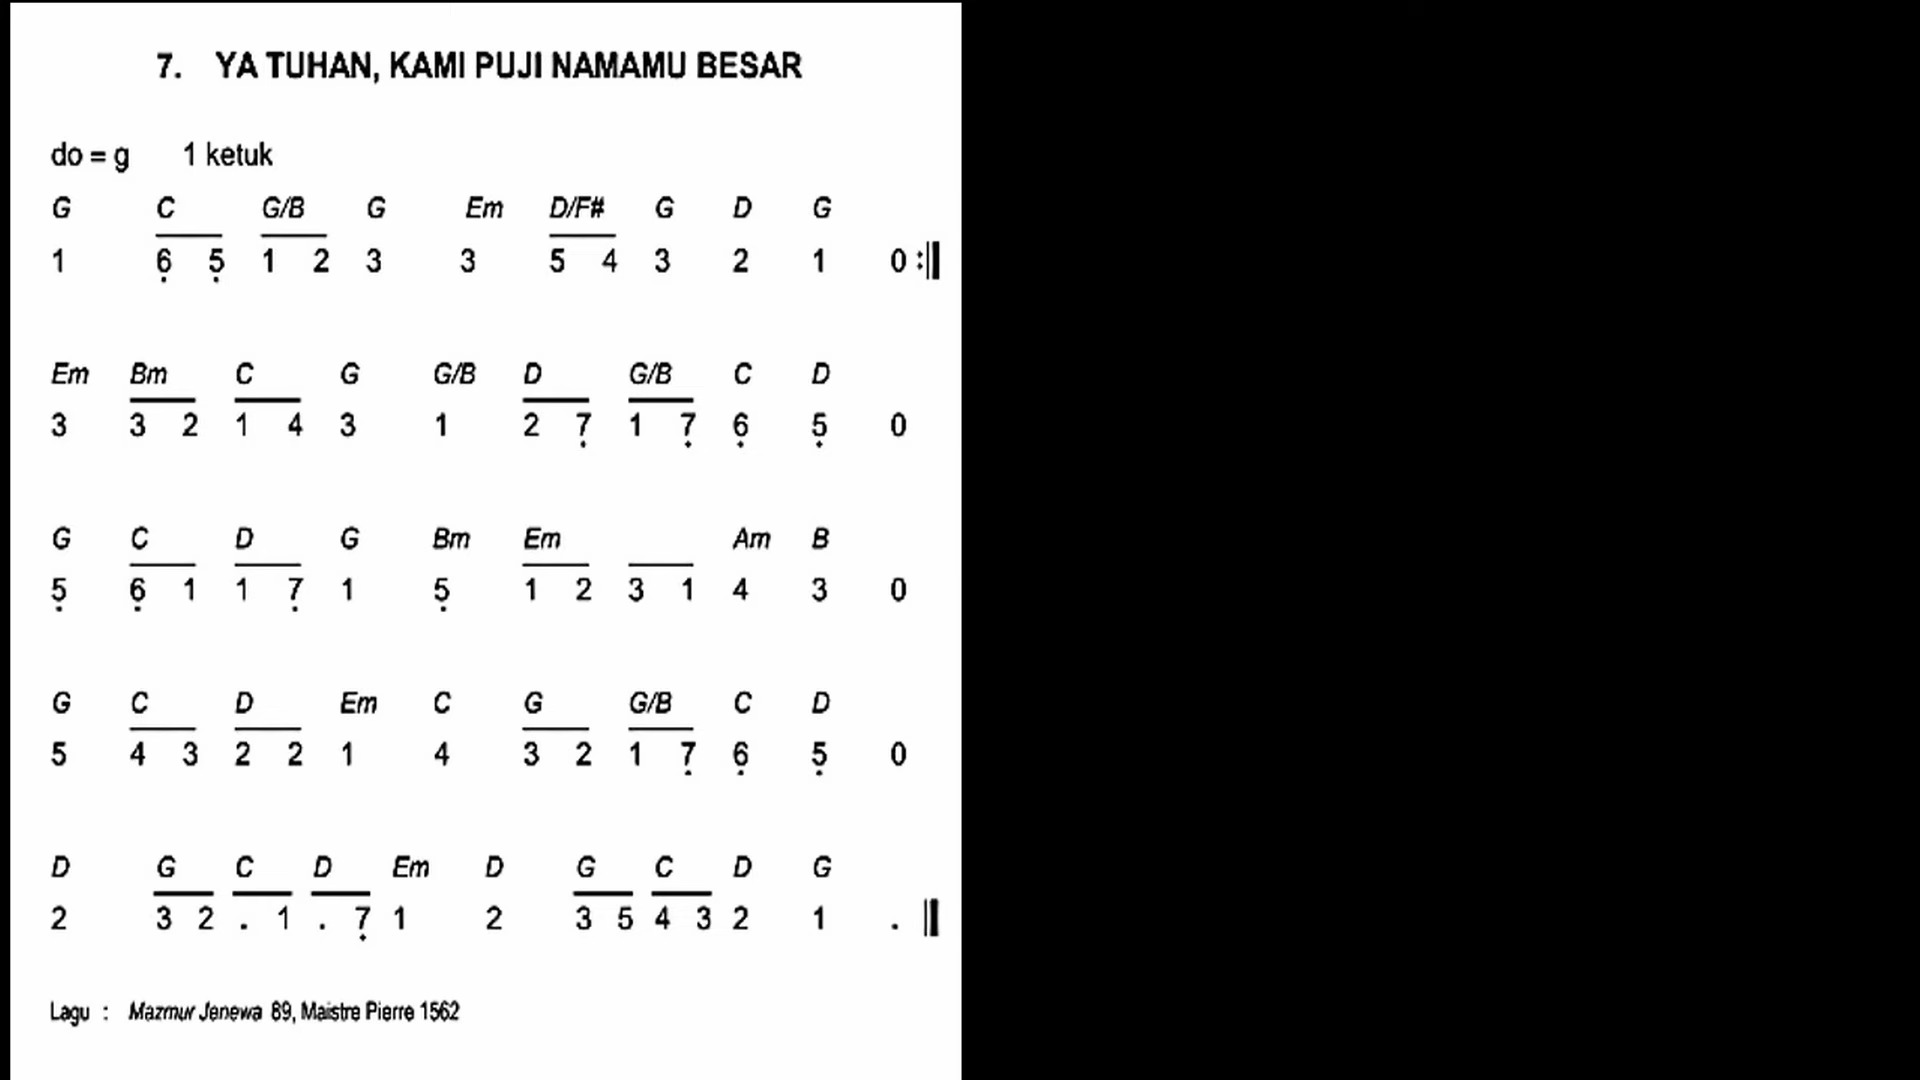 7. YA TUHAN, KAMI PUJI NAMAMU BESAR
do = g 1 ketuk
G C G/B G Em D/F# G D G
1 6̣ 5̣ 1 2 3 3 5 4 3 2 1 0 :||
Em Bm C G G/B D G/B C D
3 3 2 1 4 3 1 2 7̣ 1 7̣ 6̣ 5̣ 0
G C D G Bm Em Am B
5̣ 6̣ 1 1 7̣ 1 5̣ 1 2 3 1 4 3 0
G C D Em C G G/B C D
5 4 3 2 2 1 4 3 2 1 7̣ 6̣ 5̣ 0
D G C D Em D G C D G
2 3 2 . 1 . 7̣ 1 2 3 5 4 3 2 1 . ||
Lagu : Mazmur Jenewa 89, Maistre Pierre 1562